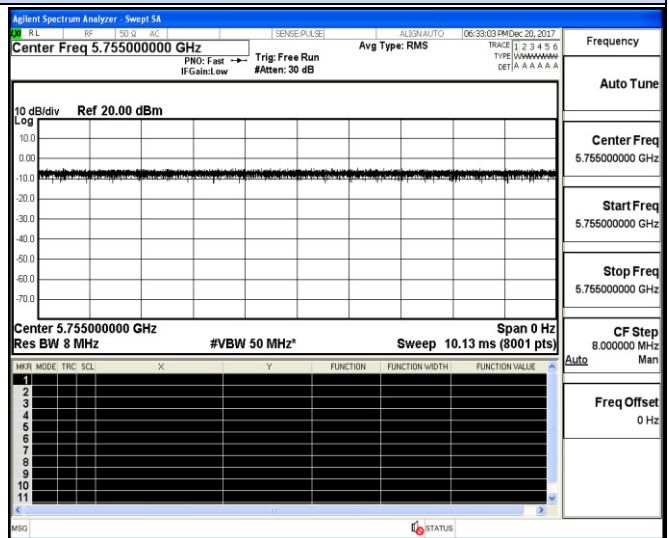 Agilent Spectrum Analyzer - Swept SA
RL RF 50 Ω AC SENSE:PULSE ALIGNAUTO 06:33:03 PM Dec 20, 2017
Center Freq 5.755000000 GHz
PNO: Fast
IFGain:Low
Trig: Free Run
#Atten: 30 dB
Avg Type: RMS
TRACE 1 2 3 4 5 6
TYPE
DET A A A A A A
10 dB/div Ref 20.00 dBm
Log
10.0
0.00
-10.0
-20.0
-30.0
-40.0
-50.0
-60.0
-70.0
Center 5.755000000 GHz Span 0 Hz
Res BW 8 MHz #VBW 50 MHz* Sweep 10.13 ms (8001 pts)
MKR MODE TRC SCL X Y FUNCTION FUNCTION WIDTH FUNCTION VALUE
1
2
3
4
5
6
7
8
9
10
11
MSG STATUS
Frequency
Auto Tune
Center Freq
5.755000000 GHz
Start Freq
5.755000000 GHz
Stop Freq
5.755000000 GHz
CF Step
8.000000 MHz
Auto Man
Freq Offset
0 Hz